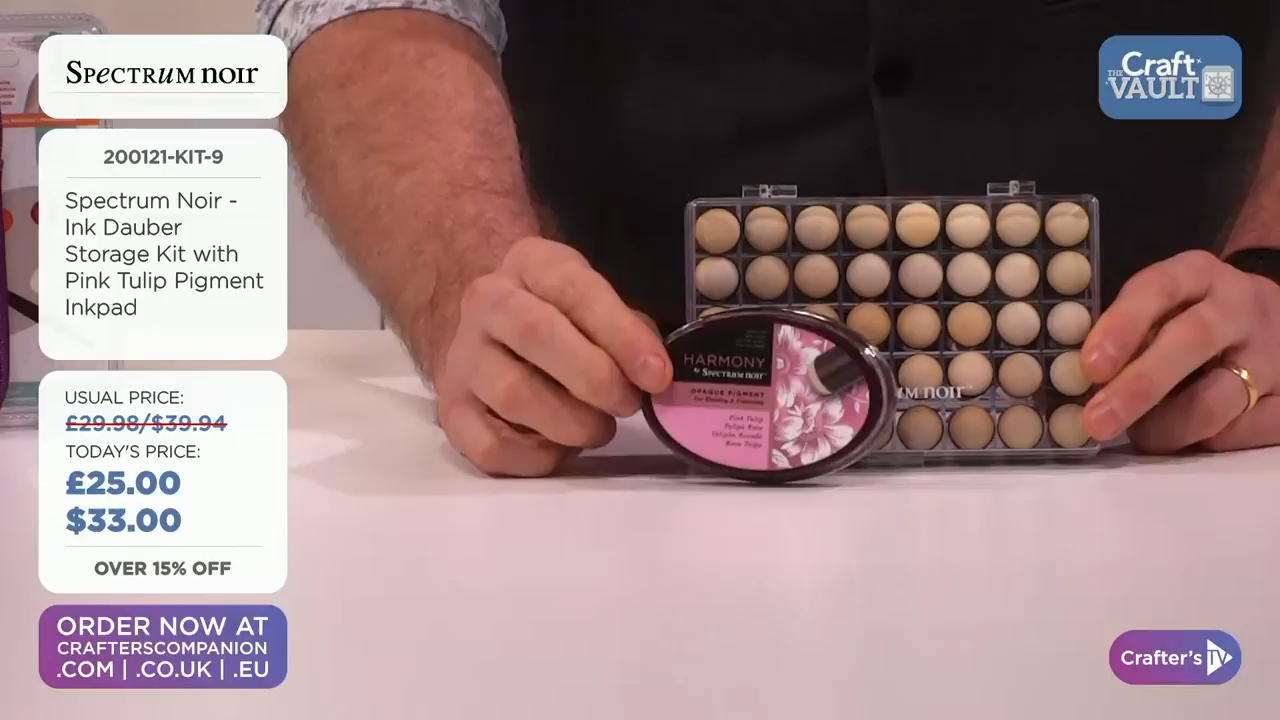 SPECTRUM NOIR
200121-KIT-9
Spectrum Noir -
Ink Dauber
Storage Kit with
Pink Tulip Pigment
Inkpad
USUAL PRICE:
£29.98/$39.94
TODAY'S PRICE:
£25.00
$33.00
OVER 15% OFF
ORDER NOW AT
CRAFTERSCOMPANION
.COM | .CO.UK | .EU
THE Craft
VAULT
HARMONY
by SPECTRUM NOIR
OPAQUE PIGMENT
Pink Tulip
UM NOIR
Crafter's TV